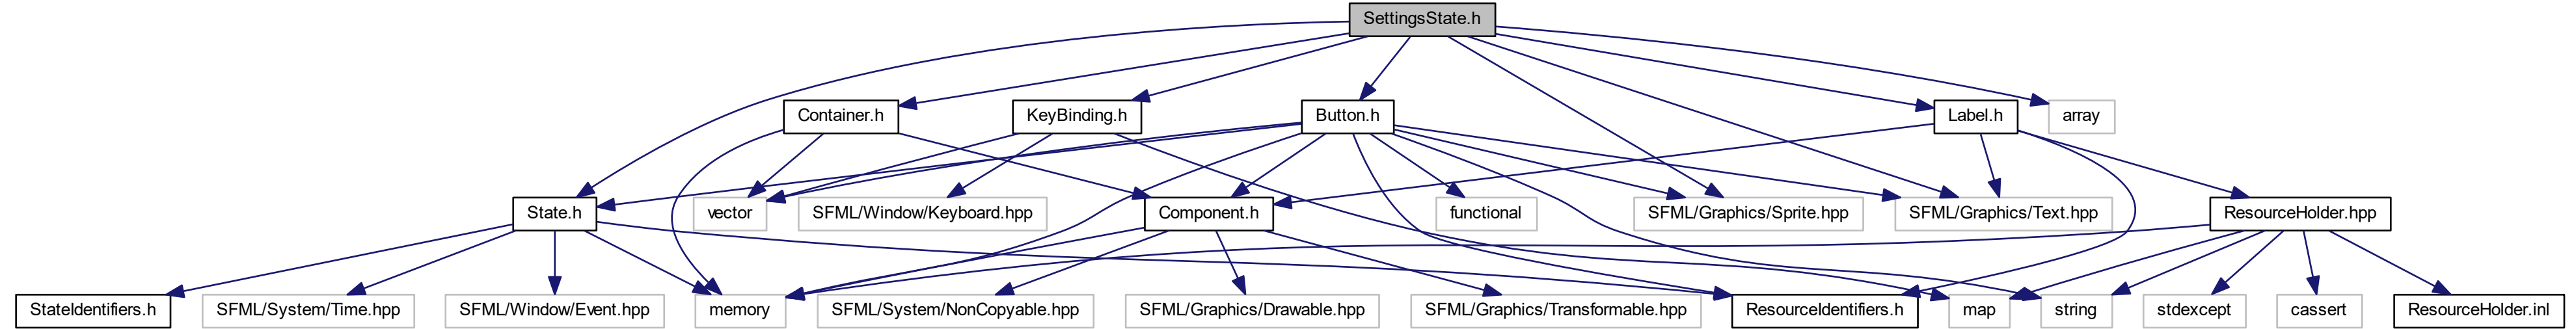 SettingsState.h
Container.h
KeyBinding.h
Button.h
Label.h
array
State.h
vector
SFML/Window/Keyboard.hpp
Component.h
functional
SFML/Graphics/Sprite.hpp
SFML/Graphics/Text.hpp
ResourceHolder.hpp
StateIdentifiers.h
SFML/System/Time.hpp
SFML/Window/Event.hpp
memory
SFML/System/NonCopyable.hpp
SFML/Graphics/Drawable.hpp
SFML/Graphics/Transformable.hpp
ResourceIdentifiers.h
map
string
stdexcept
cassert
ResourceHolder.inl